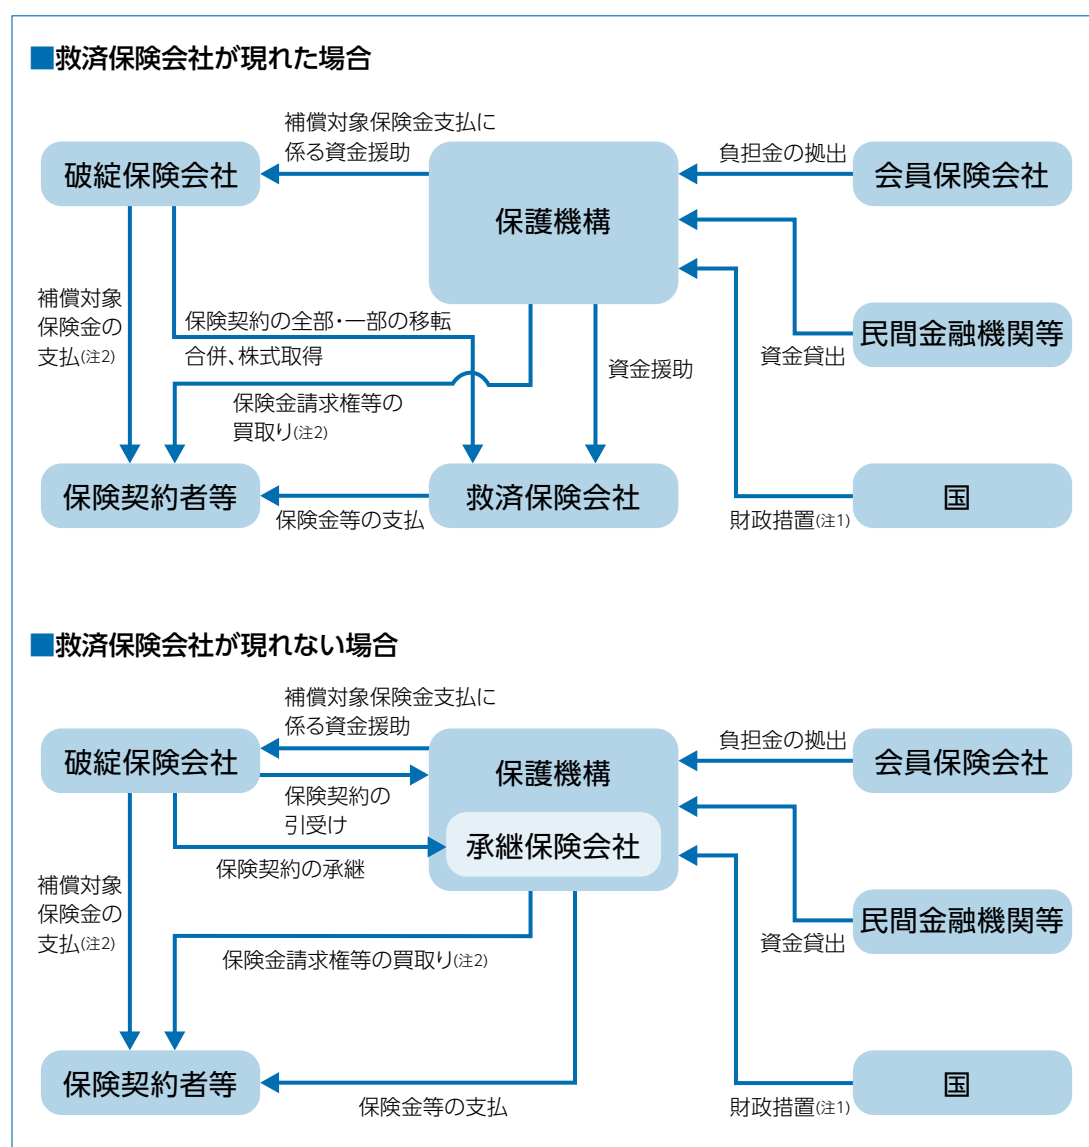 ■救済保険会社が現れた場合
補償対象保険金支払に
係る資金援助
破綻保険会社
保護機構
負担金の拠出
会員保険会社
補償対象
保険金の
支払(注2)
保険契約の全部・一部の移転
合併、株式取得
保険金請求権等の
買取り(注2)
資金援助
民間金融機関等
資金貸出
保険契約者等
保険金等の支払
救済保険会社
国
財政措置(注1)
■救済保険会社が現れない場合
補償対象保険金支払に
係る資金援助
破綻保険会社
保護機構
負担金の拠出
会員保険会社
保険契約の
引受け
承継保険会社
保険契約の承継
補償対象
保険金の
支払(注2)
保険金請求権等の買取り(注2)
民間金融機関等
資金貸出
保険契約者等
保険金等の支払
国
財政措置(注1)